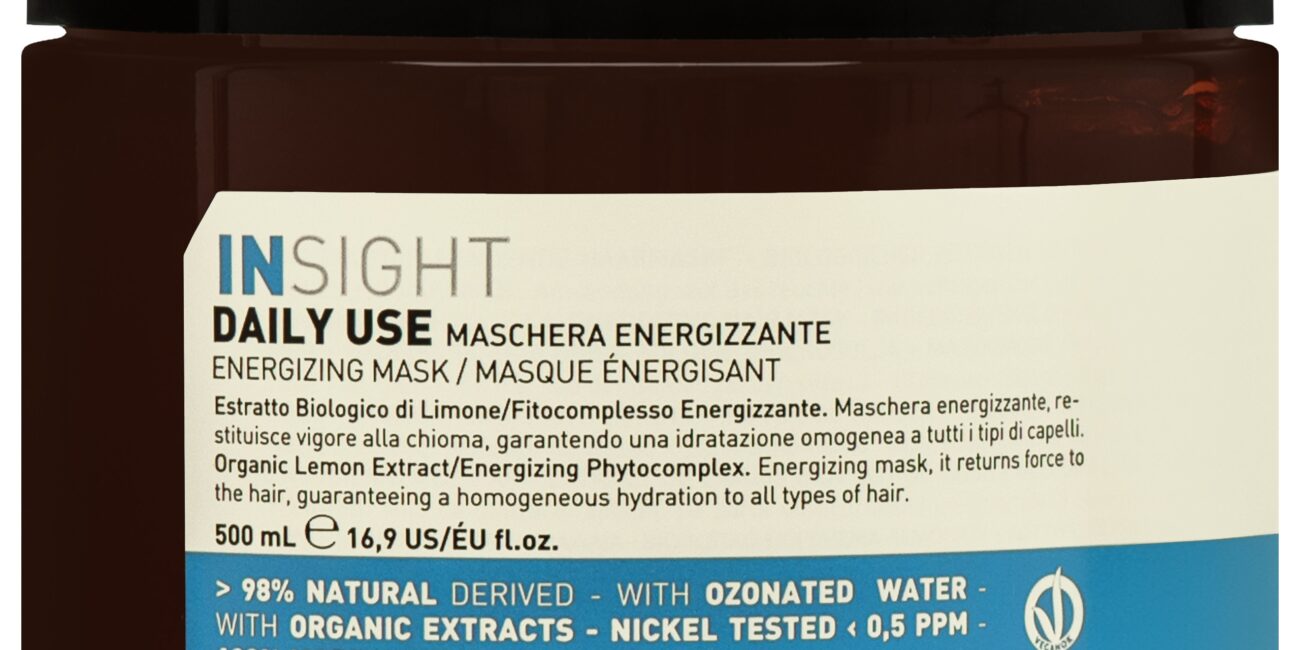 INSIGHT
DAILY USE MASCHERA ENERGIZZANTE
ENERGIZING MASK / MASQUE ÉNERGISANT
Estratto Biologico di Limone/Fitocomplesso Energizzante. Maschera energizzante, re-
stituisce vigore alla chioma, garantendo una idratazione omogenea a tutti i tipi di capelli.
Organic Lemon Extract/Energizing Phytocomplex. Energizing mask, it returns force to
the hair, guaranteeing a homogeneous hydration to all types of hair.
500 mL ℮ 16,9 US/ÉU fl.oz.
> 98% NATURAL DERIVED - WITH OZONATED WATER -
WITH ORGANIC EXTRACTS - NICKEL TESTED < 0,5 PPM -
VEGANOK